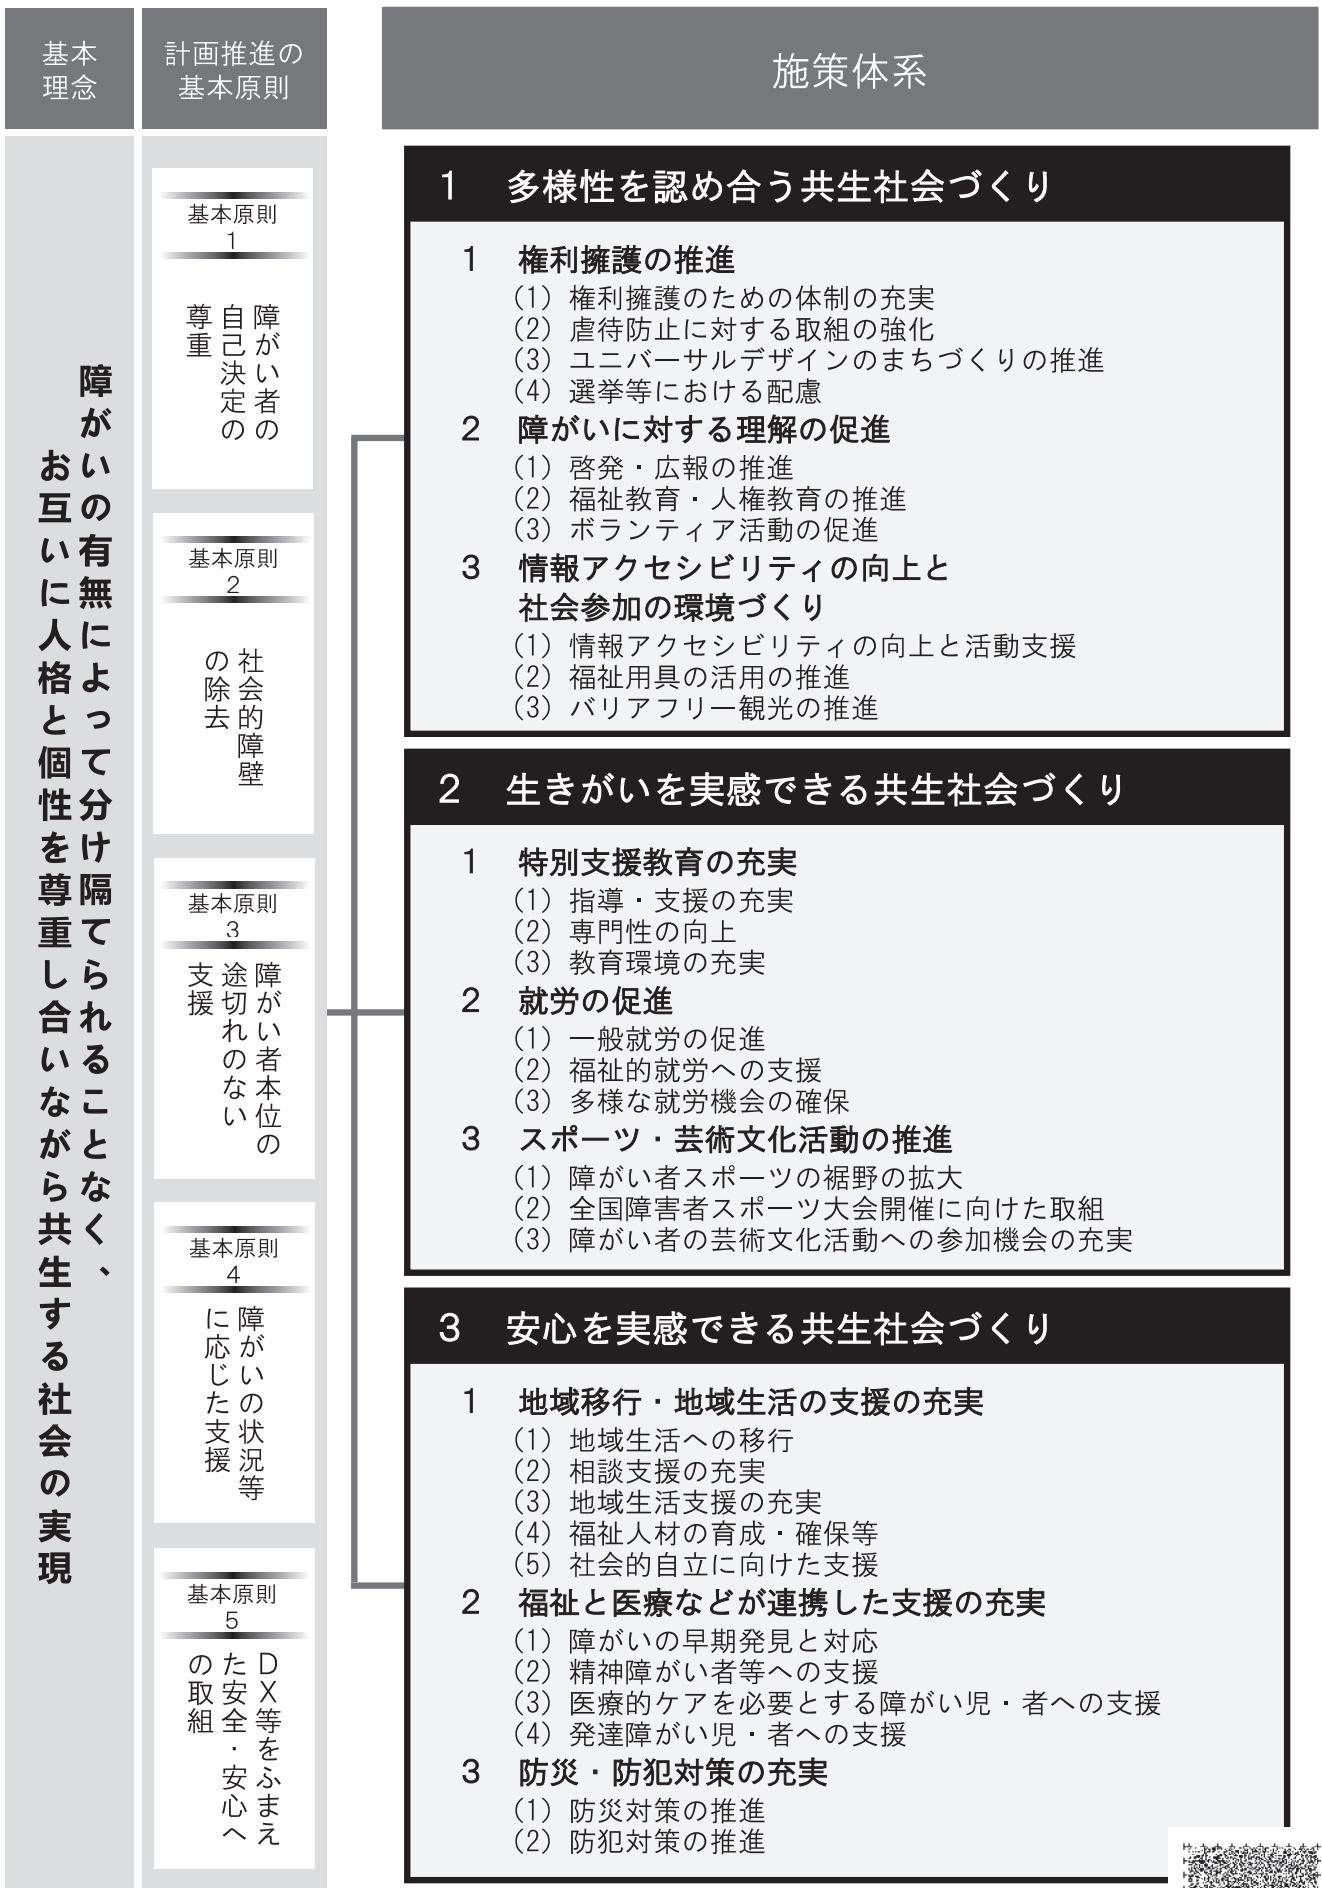 基本
理念
計画推進の
基本原則
施策体系
障がいの有無によって分け隔てられることなく、
お互いに人格と個性を尊重し合いながら共生する社会の実現
基本原則
1
障がい者の
自己決定の
尊重
基本原則
2
社会的障壁
の除去
基本原則
3
障がい者本位の
途切れのない
支援
基本原則
4
障がいの状況等
に応じた支援
基本原則
5
DX等をふまえ
た安全・安心へ
の取組
1 多様性を認め合う共生社会づくり
1 権利擁護の推進
(1) 権利擁護のための体制の充実
(2) 虐待防止に対する取組の強化
(3) ユニバーサルデザインのまちづくりの推進
(4) 選挙等における配慮
2 障がいに対する理解の促進
(1) 啓発・広報の推進
(2) 福祉教育・人権教育の推進
(3) ボランティア活動の促進
3 情報アクセシビリティの向上と
社会参加の環境づくり
(1) 情報アクセシビリティの向上と活動支援
(2) 福祉用具の活用の推進
(3) バリアフリー観光の推進
2 生きがいを実感できる共生社会づくり
1 特別支援教育の充実
(1) 指導・支援の充実
(2) 専門性の向上
(3) 教育環境の充実
2 就労の促進
(1) 一般就労の促進
(2) 福祉的就労への支援
(3) 多様な就労機会の確保
3 スポーツ・芸術文化活動の推進
(1) 障がい者スポーツの裾野の拡大
(2) 全国障害者スポーツ大会開催に向けた取組
(3) 障がい者の芸術文化活動への参加機会の充実
3 安心を実感できる共生社会づくり
1 地域移行・地域生活の支援の充実
(1) 地域生活への移行
(2) 相談支援の充実
(3) 地域生活支援の充実
(4) 福祉人材の育成・確保等
(5) 社会的自立に向けた支援
2 福祉と医療などが連携した支援の充実
(1) 障がいの早期発見と対応
(2) 精神障がい者等への支援
(3) 医療的ケアを必要とする障がい児・者への支援
(4) 発達障がい児・者への支援
3 防災・防犯対策の充実
(1) 防災対策の推進
(2) 防犯対策の推進